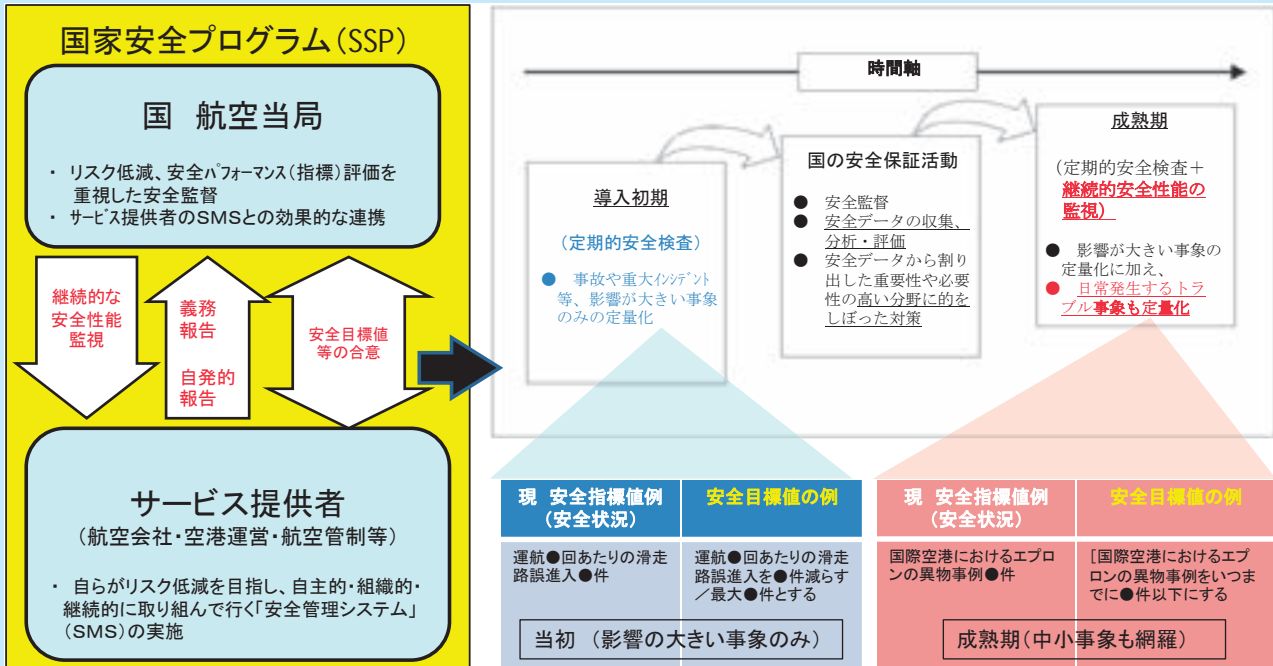 国家安全プログラム(SSP)
国 航空当局
・ リスク低減、安全パフォーマンス(指標)評価を
重視した安全監督
・ サービス提供者のSMSとの効果的な連携
継続的な
安全性能
監視
義務
報告
自発的
報告
安全目標値
等の合意
サービス提供者
(航空会社・空港運営・航空管制等)
・ 自らがリスク低減を目指し、自主的・組織的・
継続的に取り組んで行く「安全管理システム」
(SMS)の実施
時間軸
導入初期
(定期的安全検査)
● 事故や重大インシデント
等、影響が大きい事象
のみの定量化
国の安全保証活動
● 安全監督
● 安全データの収集、
分析・評価
● 安全データから割り
出した重要性や必要
性の高い分野に的を
しぼった対策
成熟期
(定期的安全検査+
継続的安全性能の
監視)
● 影響が大きい事象の
定量化に加え、
● 日常発生するトラ
ブル事象も定量化
現 安全指標値例
(安全状況)
安全目標値の例
運航●回あたりの滑走
路誤進入●件
運航●回あたりの滑走
路誤進入を●件減らす
/最大●件とする
当初 (影響の大きい事象のみ)
現 安全指標値例
(安全状況)
安全目標値の例
国際空港におけるエプロ
ンの異物事例●件
[国際空港におけるエプ
ロンの異物事例をいつま
でに●件以下にする
成熟期(中小事象も網羅)